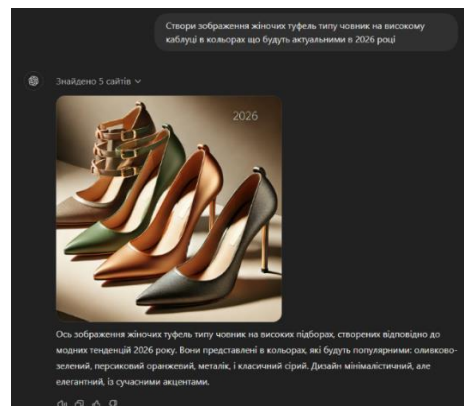 Створи зображення жіночих туфель типу човник на високому
каблуці в кольорах що будуть актуальними в 2026 році
Знайдено 5 сайтів
2026
Ось зображення жіночих туфель типу човник на високих підборах, створених відповідно до
модних тенденцій 2026 року. Вони представлені в кольорах, які будуть популярними: оливково-
зелений, персиковий оранжевий, металік, і класичний сірий. Дизайн мінімалістичний, але
елегантний, із сучасними акцентами.